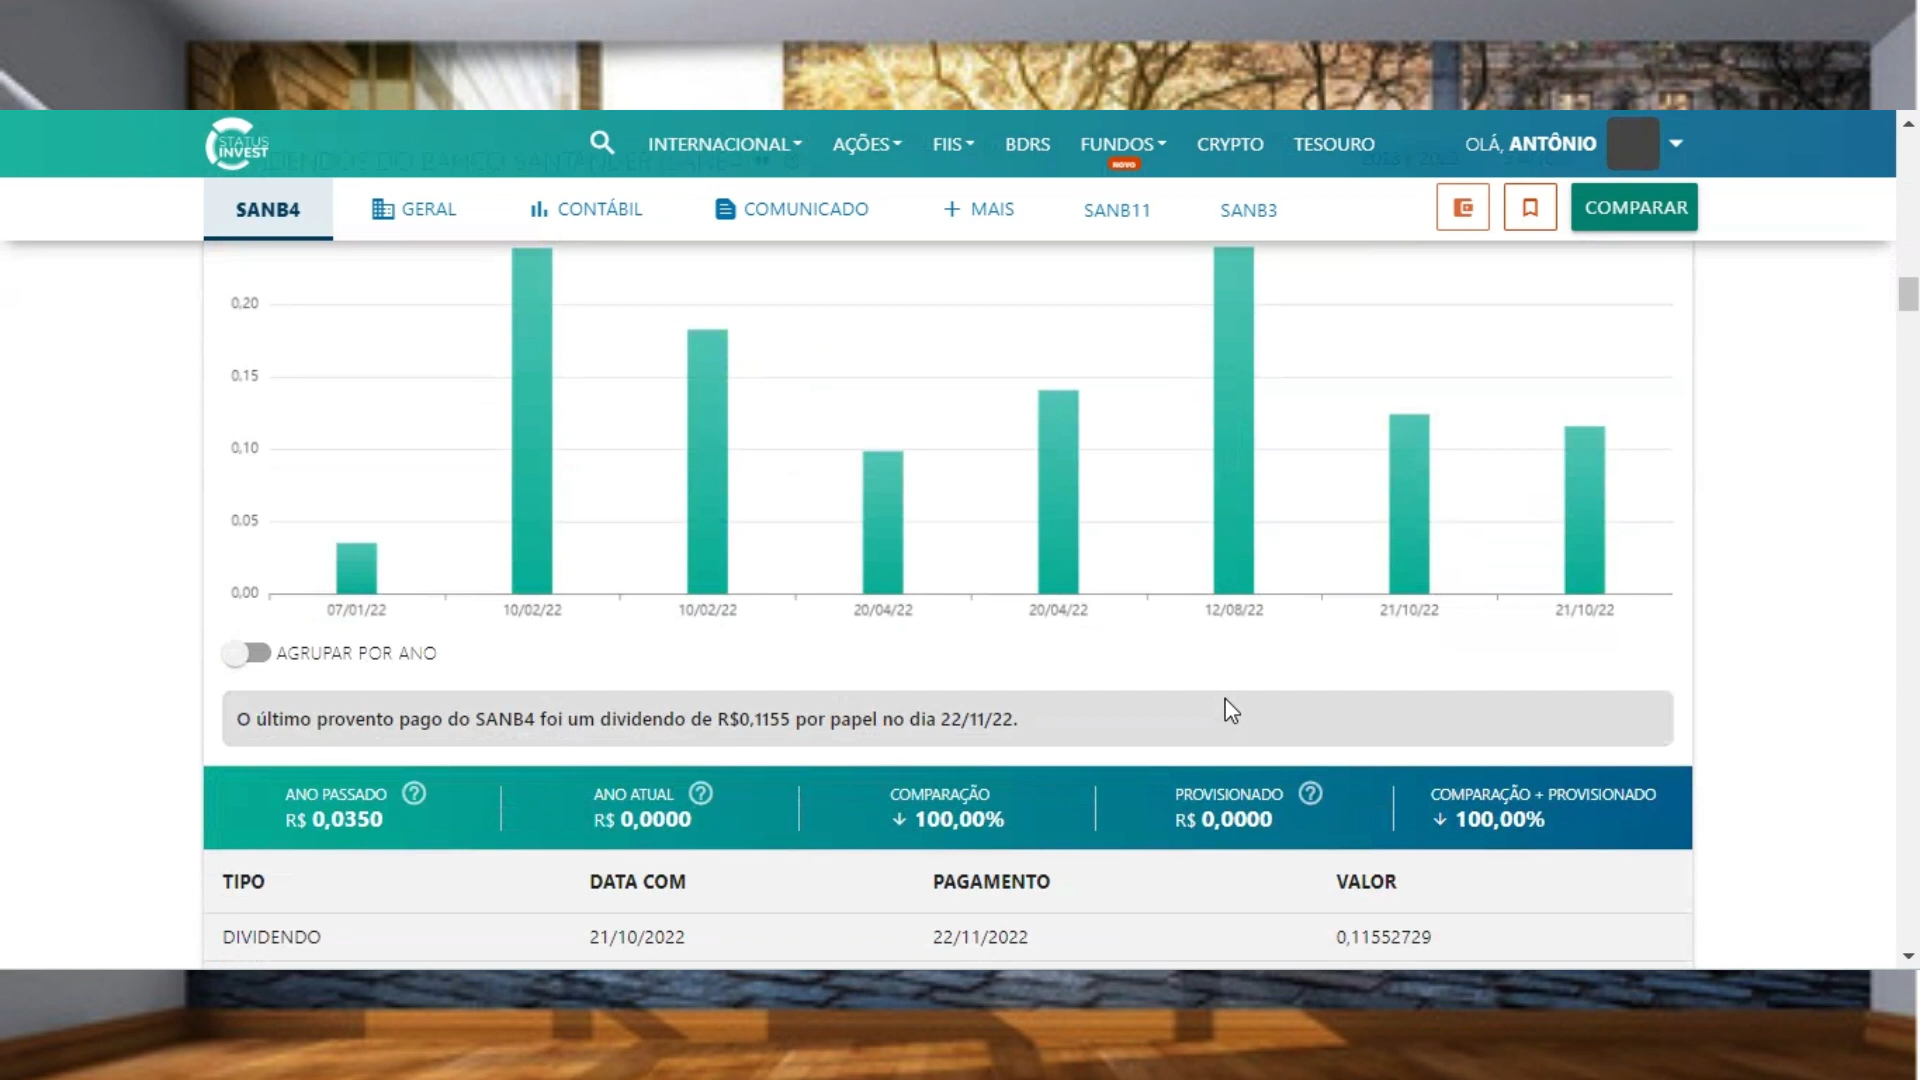 STATUS
INVEST
INTERNACIONAL
AÇÕES
FIIS
BDRS
FUNDOS
NOVO
CRYPTO
TESOURO
OLÁ, ANTÔNIO
SANB4
GERAL
CONTÁBIL
COMUNICADO
+ MAIS
SANB11
SANB3
COMPARAR
0,20
0,15
0,10
0,05
0,00
07/01/22
10/02/22
10/02/22
20/04/22
20/04/22
12/08/22
21/10/22
21/10/22
AGRUPAR POR ANO
O último provento pago do SANB4 foi um dividendo de R$0,1155 por papel no dia 22/11/22.
ANO PASSADO ?
R$ 0,0350
ANO ATUAL ?
R$ 0,0000
COMPARAÇÃO
↓ 100,00%
PROVISIONADO ?
R$ 0,0000
COMPARAÇÃO + PROVISIONADO
↓ 100,00%
TIPO DATA COM PAGAMENTO VALOR
DIVIDENDO 21/10/2022 22/11/2022 0,11552729